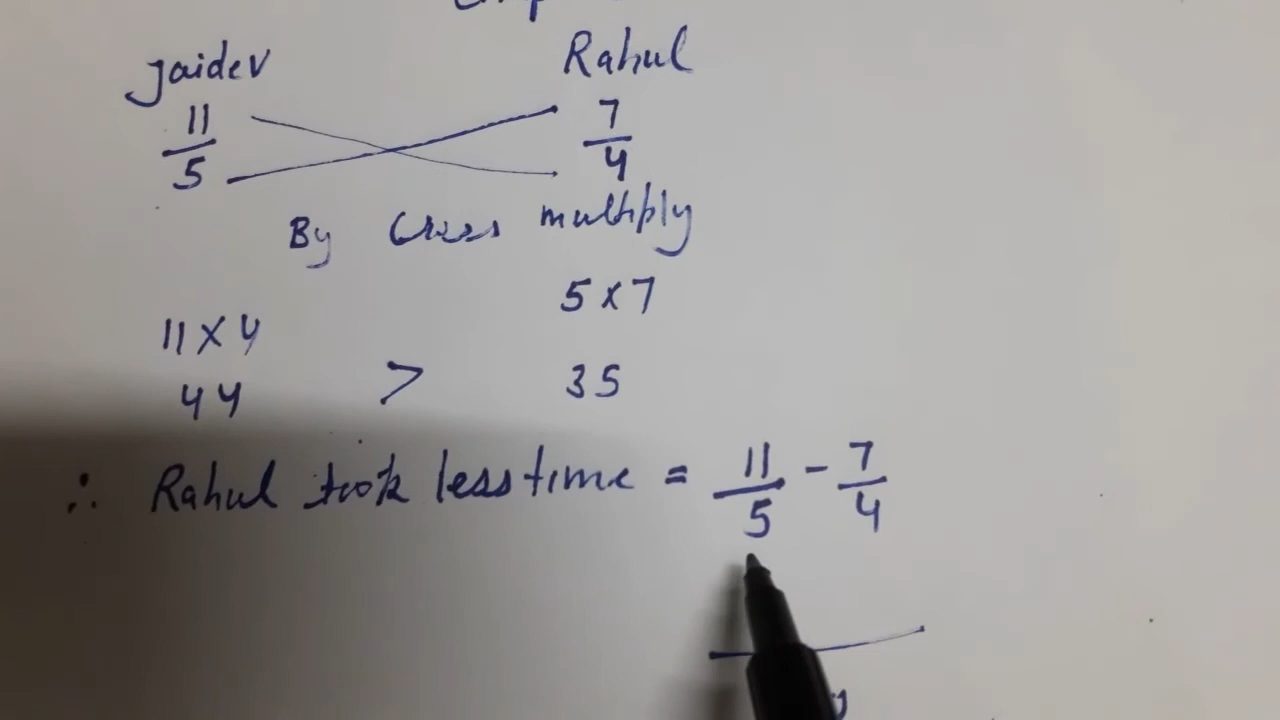 Jaidev Rahul
11/5 7/4
By Cross multiply
11 × 4 5 × 7
44 > 35
∴ Rahul took less time = 11/5 - 7/4